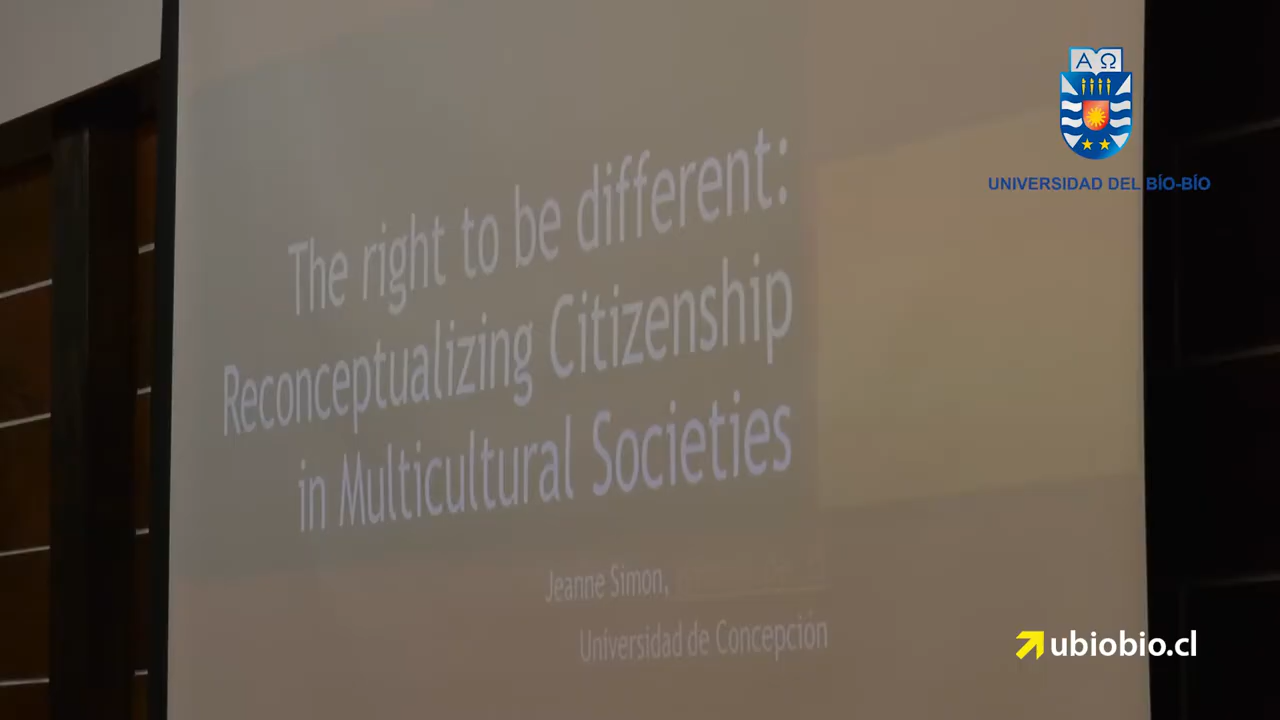 The right to be different:
Reconceptualizing Citizenship
in Multicultural Societies
Jeanne Simon,
Universidad de Concepción
ΑΩ
UNIVERSIDAD DEL BÍO-BÍO
ubiobio.cl